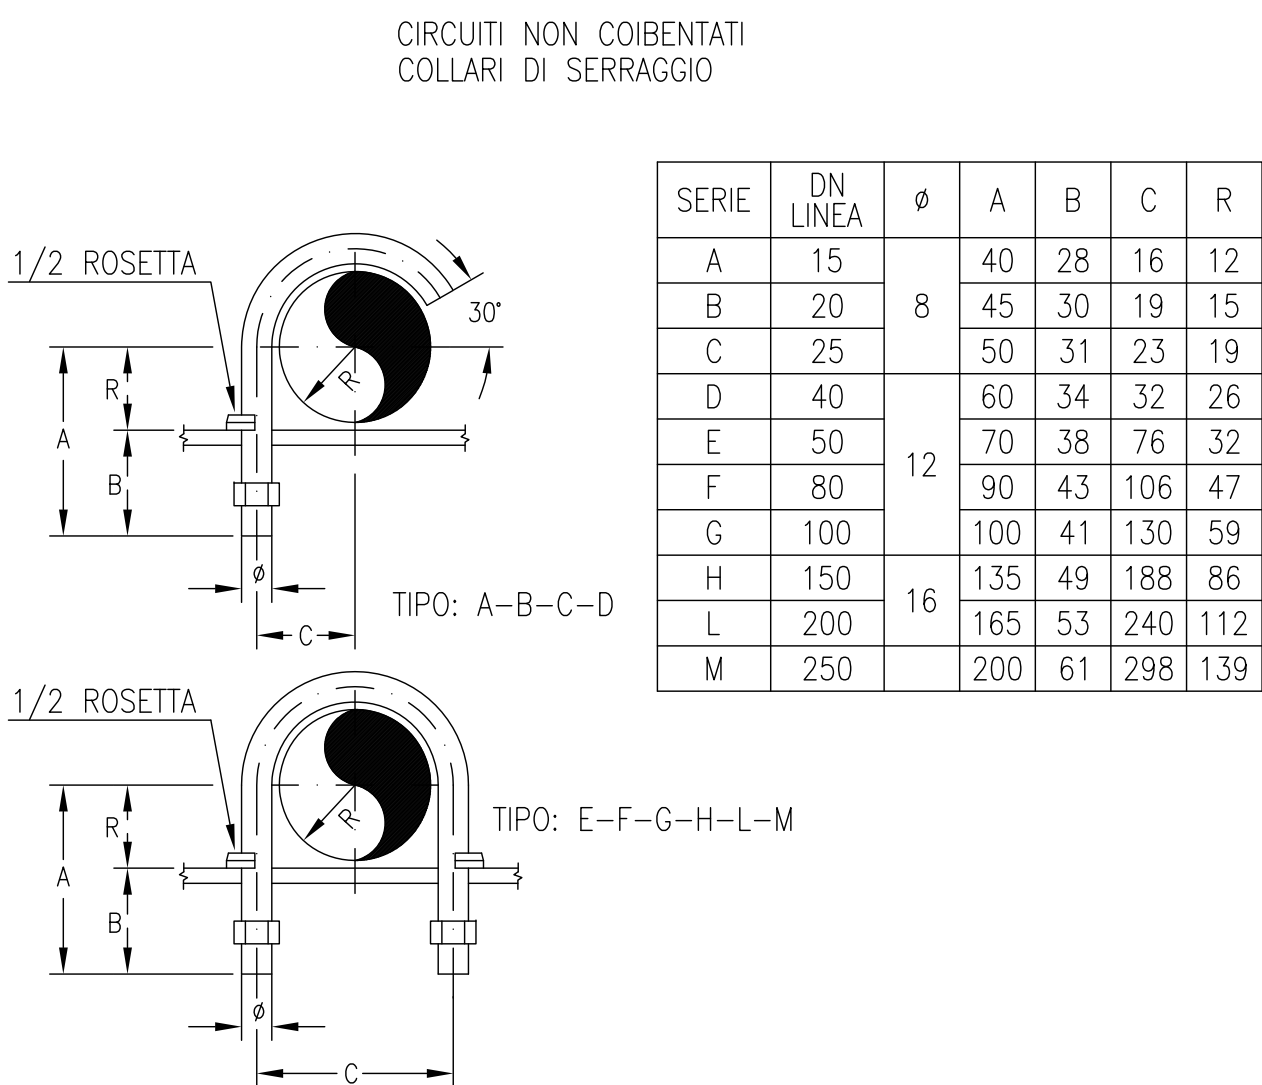 CIRCUITI NON COIBENTATI
COLLARI DI SERRAGGIO
SERIE DN LINEA ø A B C R
A 15 8 40 28 16 12
B 20 45 30 19 15
C 25 50 31 23 19
D 40 12 60 34 32 26
E 50 70 38 76 32
F 80 90 43 106 47
G 100 100 41 130 59
H 150 16 135 49 188 86
L 200 165 53 240 112
M 250 200 61 298 139
1/2 ROSETTA
30°
R
R
A
B
ø
C
TIPO: A-B-C-D
1/2 ROSETTA
R
R
A
B
ø
C
TIPO: E-F-G-H-L-M